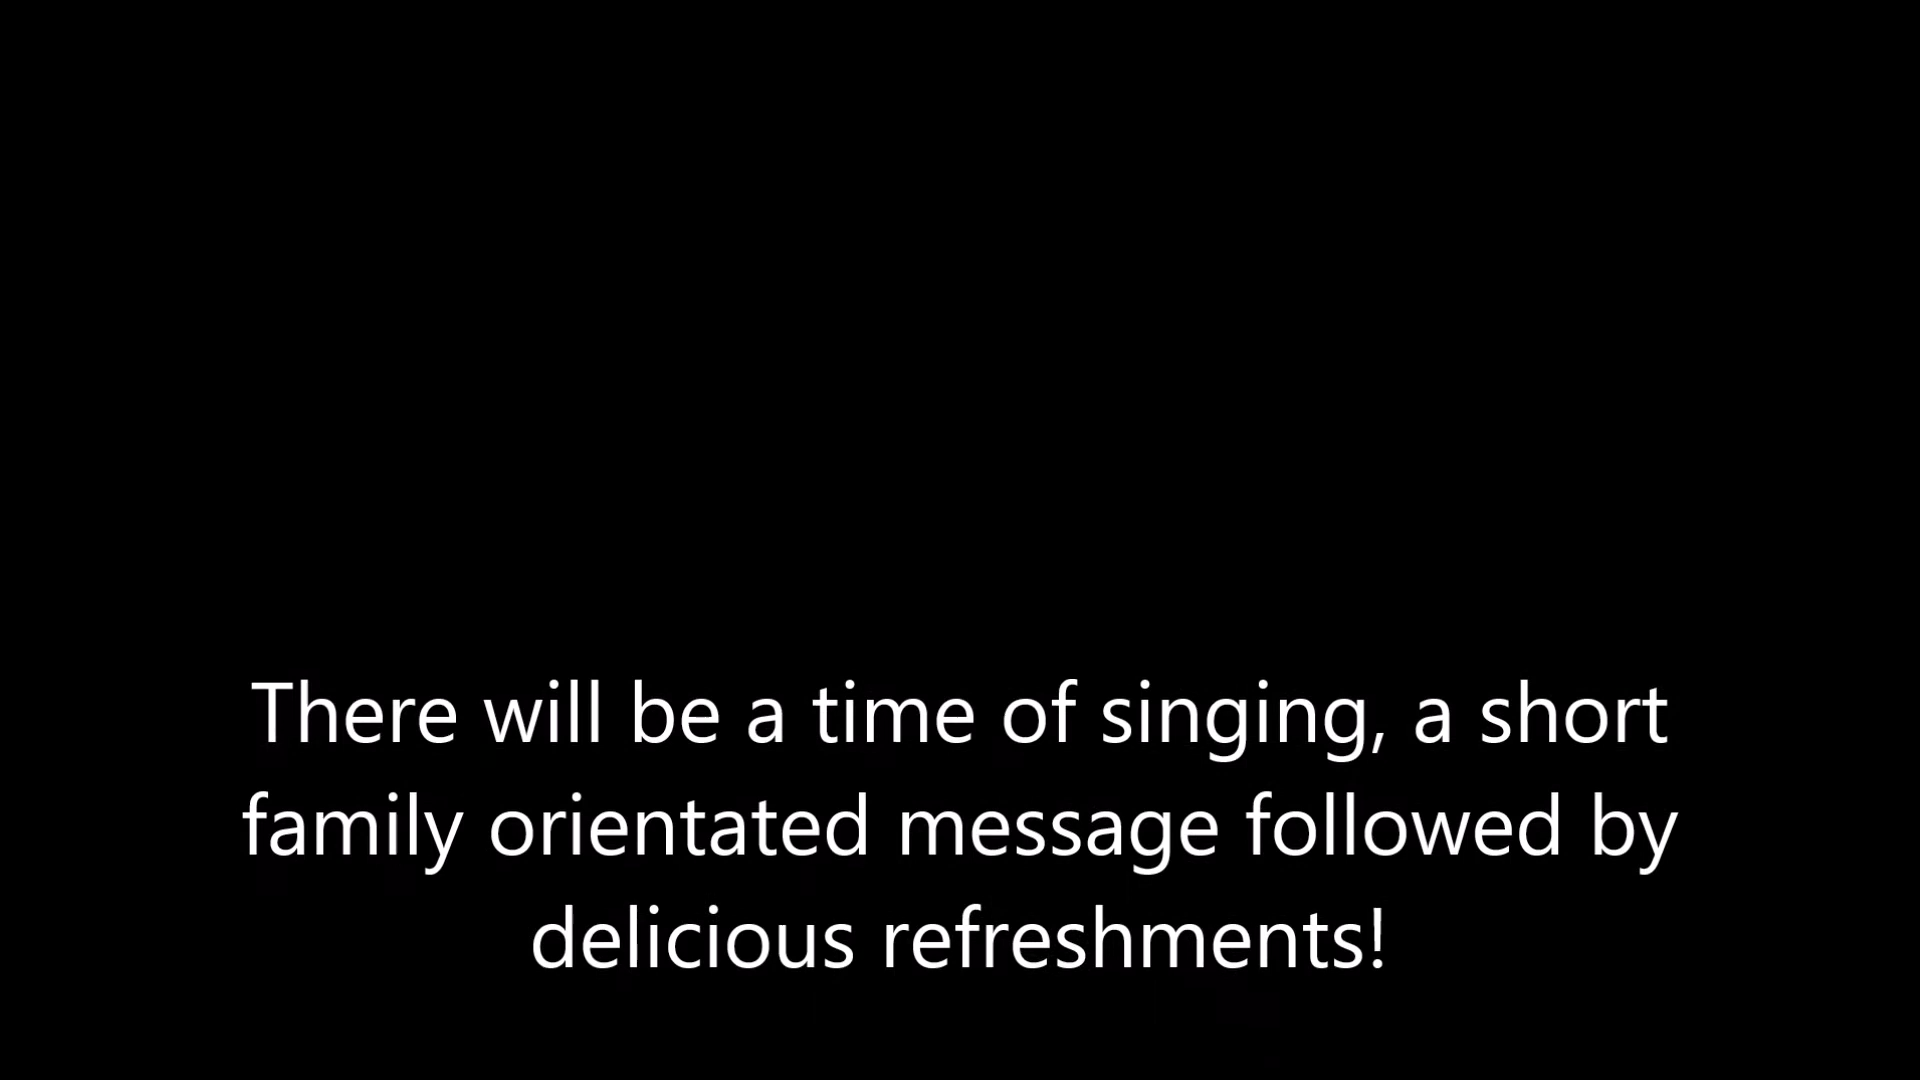 There will be a time of singing, a short
family orientated message followed by
delicious refreshments!